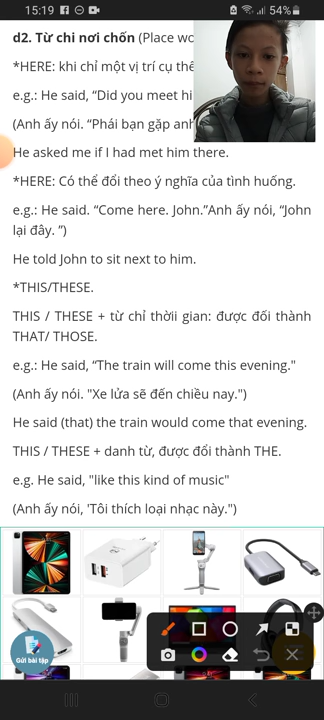 15:19
54%
d2. Từ chỉ nơi chốn (Place wo
*HERE: khi chỉ một vị trí cụ thể
e.g.: He said, “Did you meet hi
(Anh ấy nói. “Phái bạn gặp anh
He asked me if I had met him there.
*HERE: Có thể đổi theo ý nghĩa của tình huống.
e.g.: He said. “Come here. John.”Anh ấy nói, “John
lại đây. ”)
He told John to sit next to him.
*THIS/THESE.
THIS / THESE + từ chỉ thờii gian: được đối thành
THAT/ THOSE.
e.g.: He said, “The train will come this evening."
(Anh ấy nói. "Xe lửa sẽ đến chiều nay.")
He said (that) the train would come that evening.
THIS / THESE + danh từ, được đổi thành THE.
e.g. He said, "like this kind of music"
(Anh ấy nói, 'Tôi thích loại nhạc này.")
Gửi bài tập